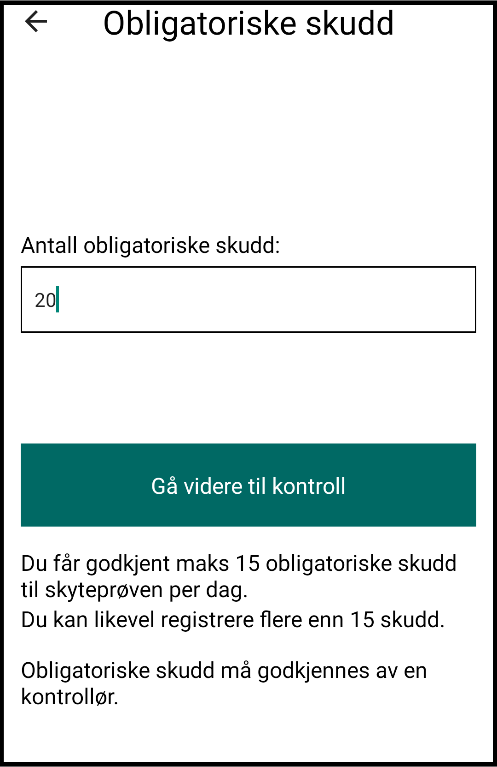 Obligatoriske skudd
Antall obligatoriske skudd:
20
Gå videre til kontroll
Du får godkjent maks 15 obligatoriske skudd
til skyteprøven per dag.
Du kan likevel registrere flere enn 15 skudd.
Obligatoriske skudd må godkjennes av en
kontrollør.